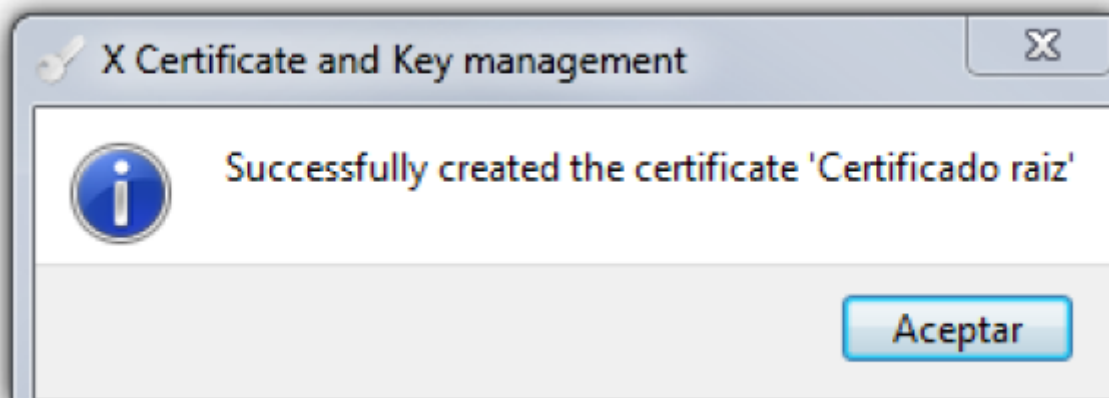 X Certificate and Key management
Successfully created the certificate 'Certificado raiz'
Aceptar